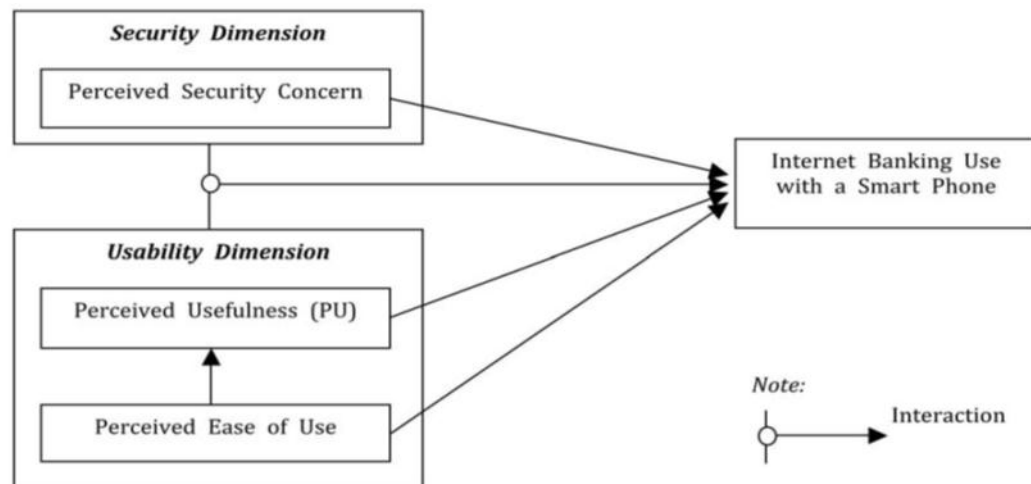 Security Dimension
Perceived Security Concern
Internet Banking Use
with a Smart Phone
Usability Dimension
Perceived Usefulness (PU)
Perceived Ease of Use
Note:
Interaction